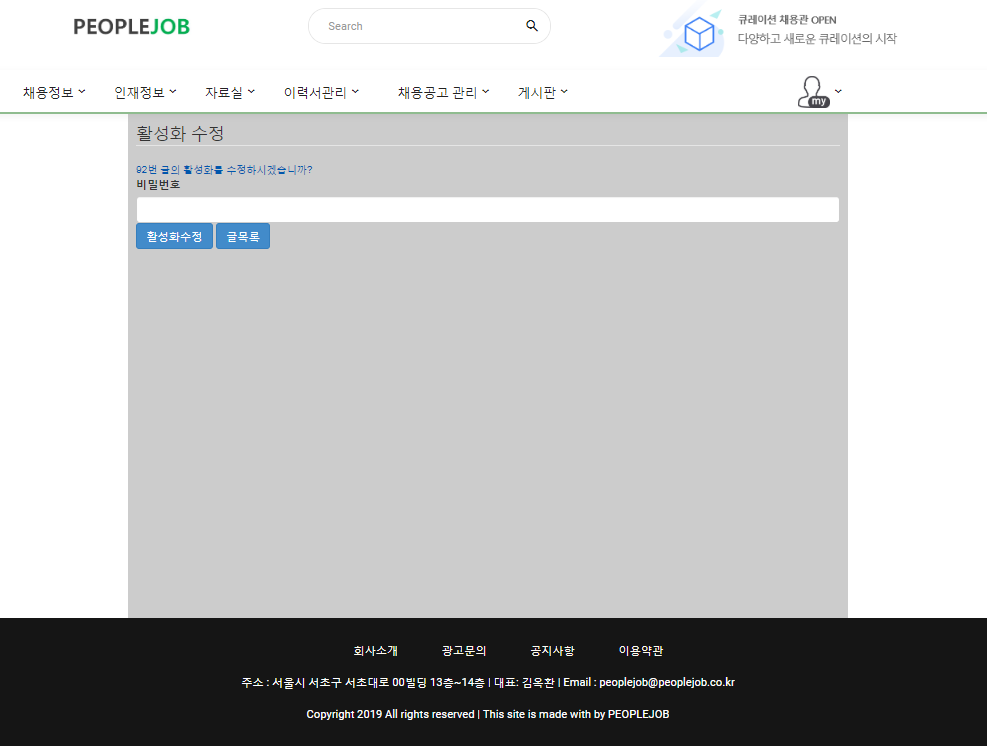 PEOPLEJOB
Search
큐레이션 채용관 OPEN
다양하고 새로운 큐레이션의 시작
채용정보 인재정보 자료실 이력서관리 채용공고 관리 게시판
my
활성화 수정
92번 글의 활성화를 수정하시겠습니까?
비밀번호
활성화수정 글목록
회사소개 광고문의 공지사항 이용약관
주소 : 서울시 서초구 서초대로 00빌딩 13층~14층 | 대표: 김옥환 | Email : peoplejob@peoplejob.co.kr
Copyright 2019 All rights reserved | This site is made with by PEOPLEJOB